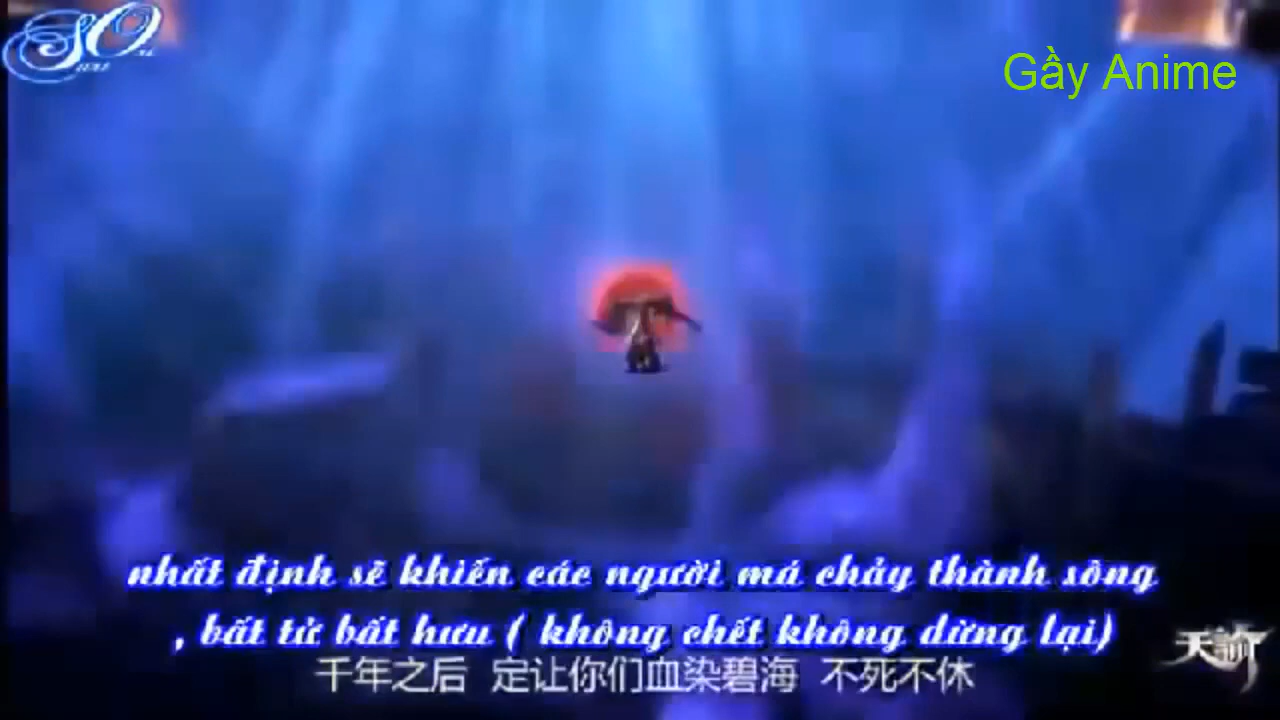 Gầy Anime
nhất định sẽ khiến các người má chảy thành sông
, bất tử bất hưu ( không chết không dừng lại)
千年之后 定让你们血染碧海 不死不休
天諭